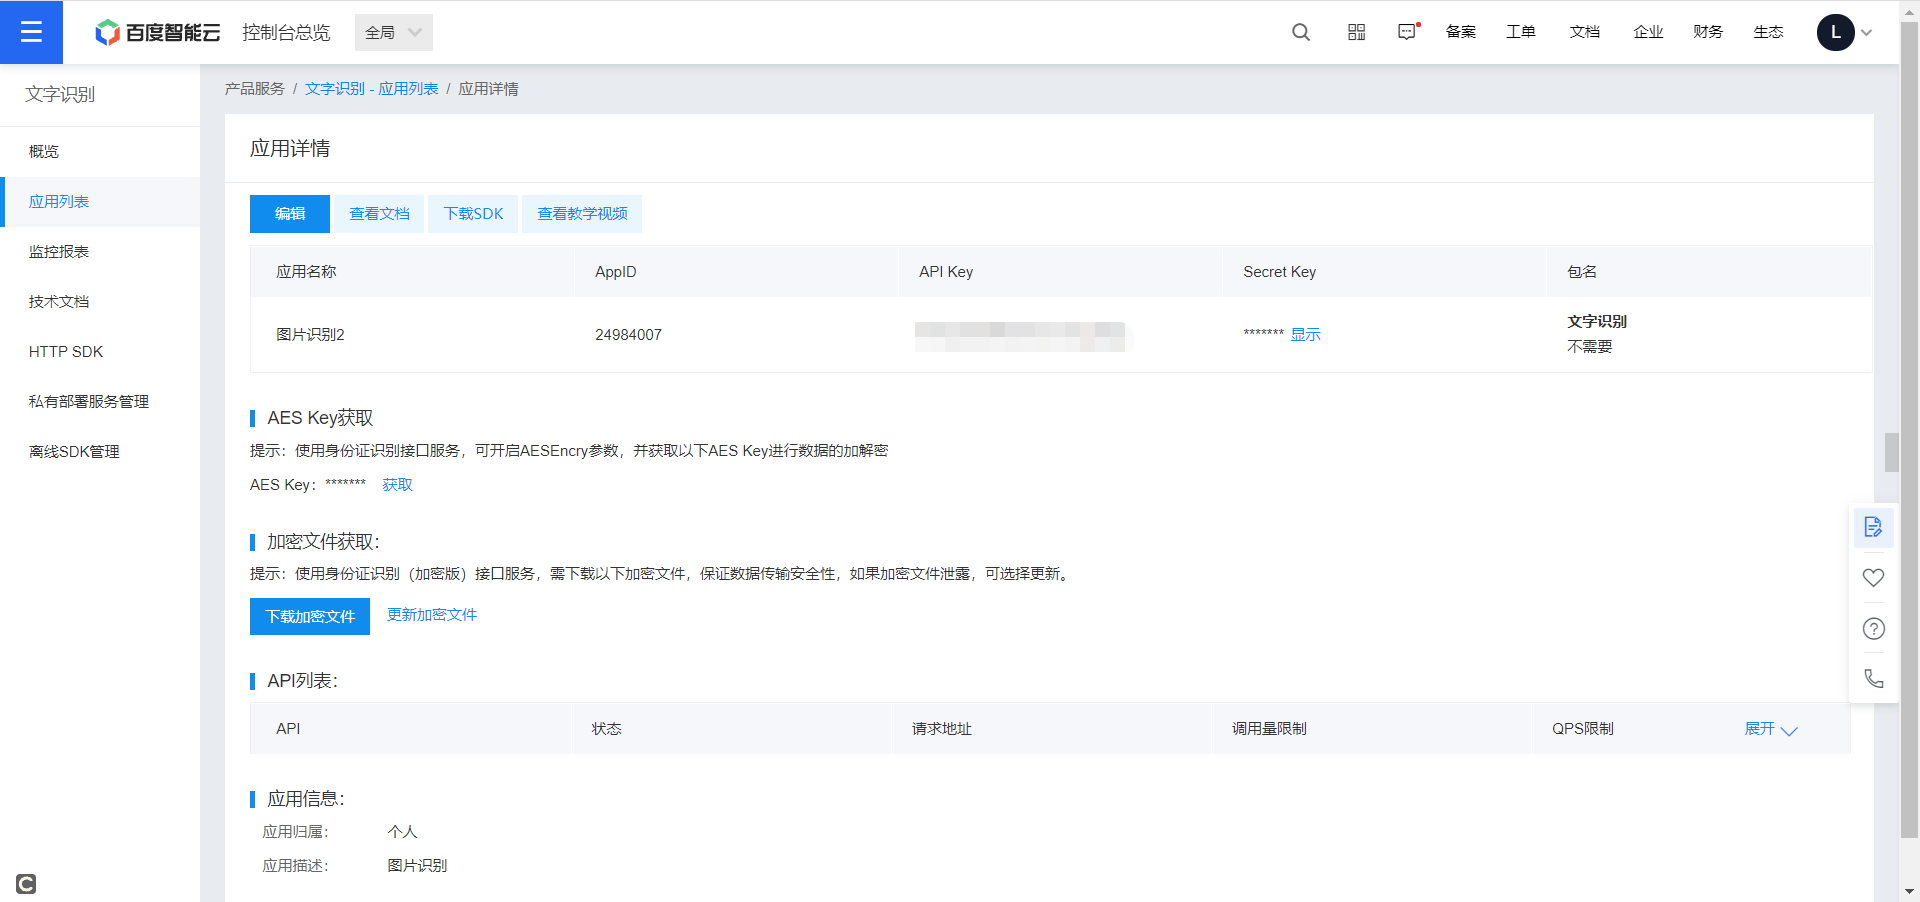 百度智能云 控制台总览 全局 备案 工单 文档 企业 财务 生态 L
文字识别
概览
应用列表
监控报表
技术文档
HTTP SDK
私有部署服务管理
离线SDK管理
产品服务 / 文字识别 - 应用列表 / 应用详情
应用详情
编辑 查看文档 下载SDK 查看教学视频
应用名称 AppID API Key Secret Key 包名
图片识别2 24984007 ******* 显示 文字识别
不需要
AES Key获取
提示：使用身份证识别接口服务，可开启AESEncry参数，并获取以下AES Key进行数据的加解密
AES Key：******* 获取
加密文件获取：
提示：使用身份证识别（加密版）接口服务，需下载以下加密文件，保证数据传输安全性，如果加密文件泄露，可选择更新。
下载加密文件 更新加密文件
API列表：
API 状态 请求地址 调用量限制 QPS限制 展开
应用信息：
应用归属： 个人
应用描述： 图片识别